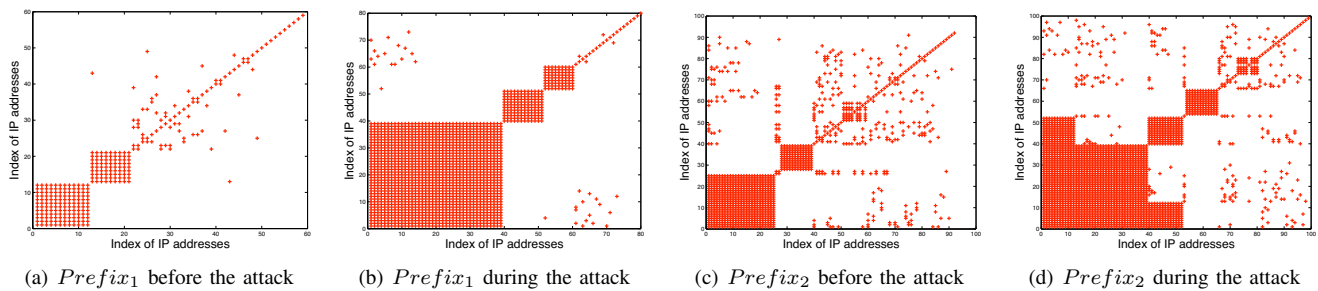 60
50
40
30
20
10
0
0 10 20 30 40 50 60
Index of IP addresses
Index of IP addresses
(a) Prefix1 before the attack
80
70
60
50
40
30
20
10
0
0 10 20 30 40 50 60 70 80
Index of IP addresses
Index of IP addresses
(b) Prefix1 during the attack
100
90
80
70
60
50
40
30
20
10
0
0 10 20 30 40 50 60 70 80 90 100
Index of IP addresses
Index of IP addresses
(c) Prefix2 before the attack
100
90
80
70
60
50
40
30
20
10
0
0 10 20 30 40 50 60 70 80 90 100
Index of IP addresses
Index of IP addresses
(d) Prefix2 during the attack